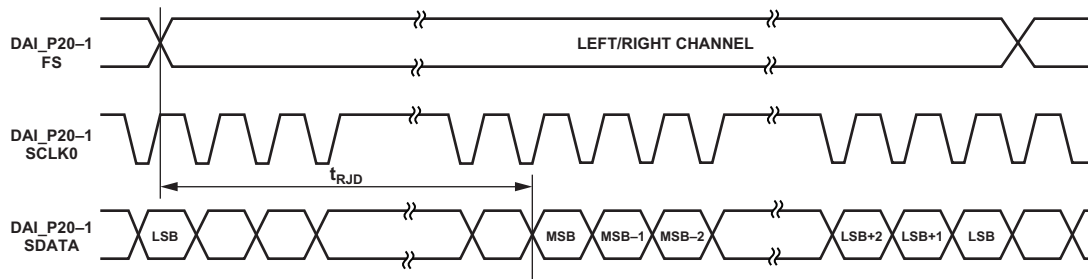 DAI_P20–1
FS
LEFT/RIGHT CHANNEL
DAI_P20–1
SCLK0
tRJD
DAI_P20–1
SDATA
LSB
MSB
MSB–1
MSB–2
LSB+2
LSB+1
LSB